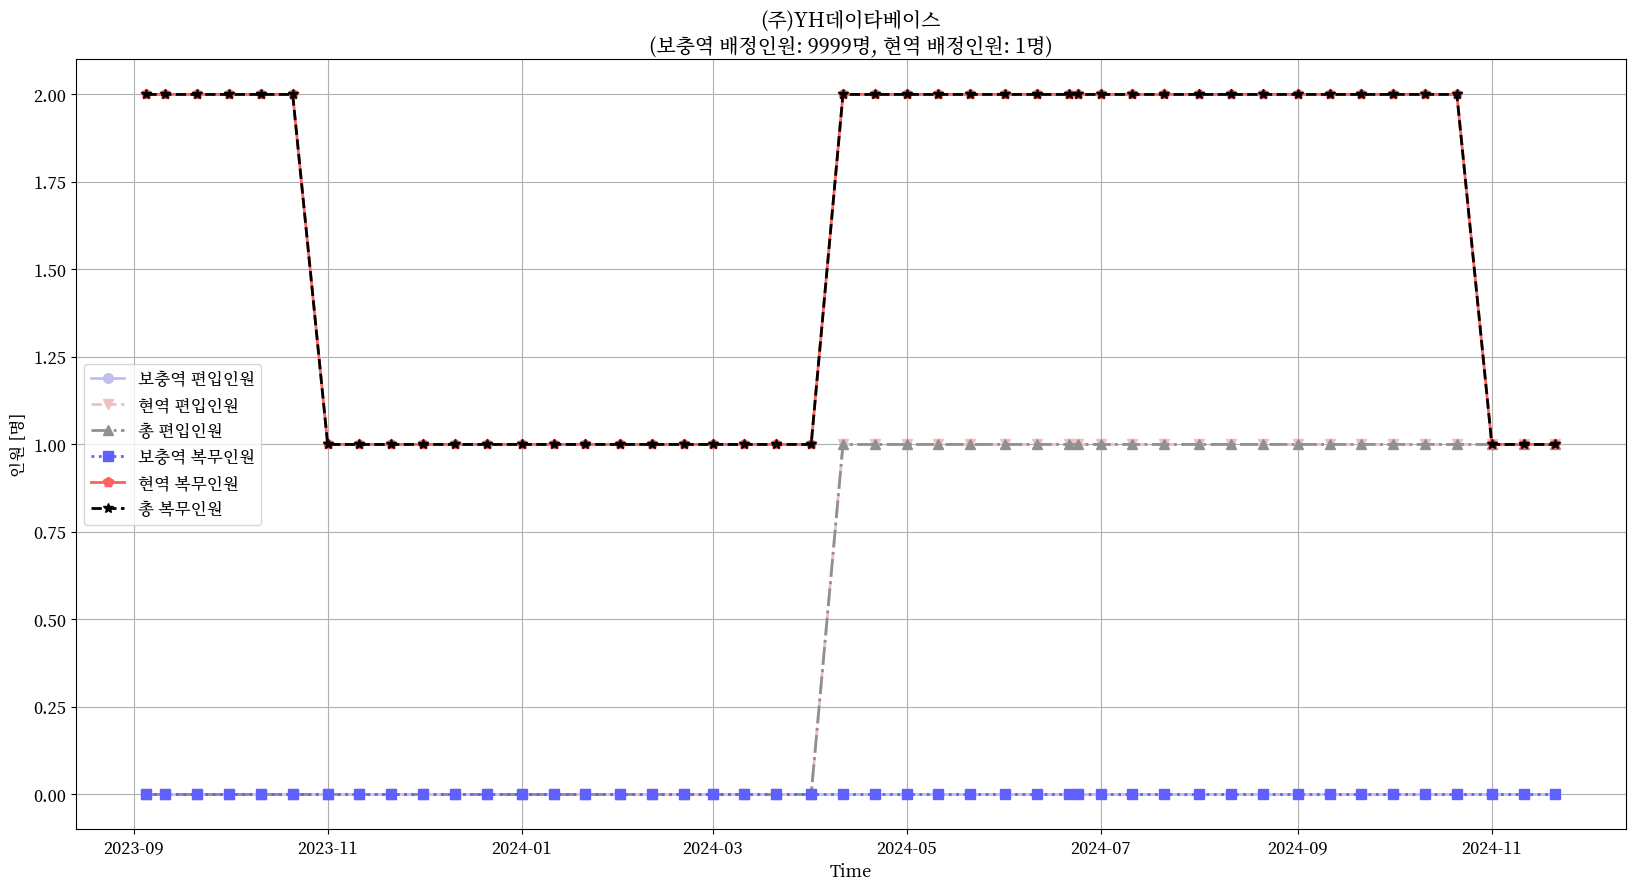 (주)YH데이타베이스
(보충역 배정인원: 9999명, 현역 배정인원: 1명)
인원 [명]
2.00
1.75
1.50
1.25
1.00
0.75
0.50
0.25
0.00
보충역 편입인원
현역 편입인원
총 편입인원
보충역 복무인원
현역 복무인원
총 복무인원
2023-09
2023-11
2024-01
2024-03
2024-05
2024-07
2024-09
2024-11
Time